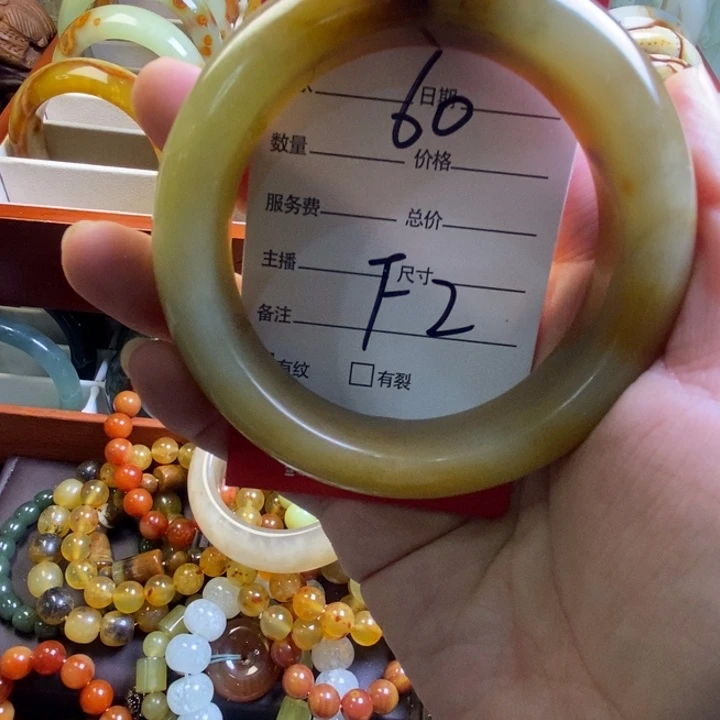 60 日期
数量 价格
服务费 总价
主播 尺寸
F2
备注
有纹 □有裂